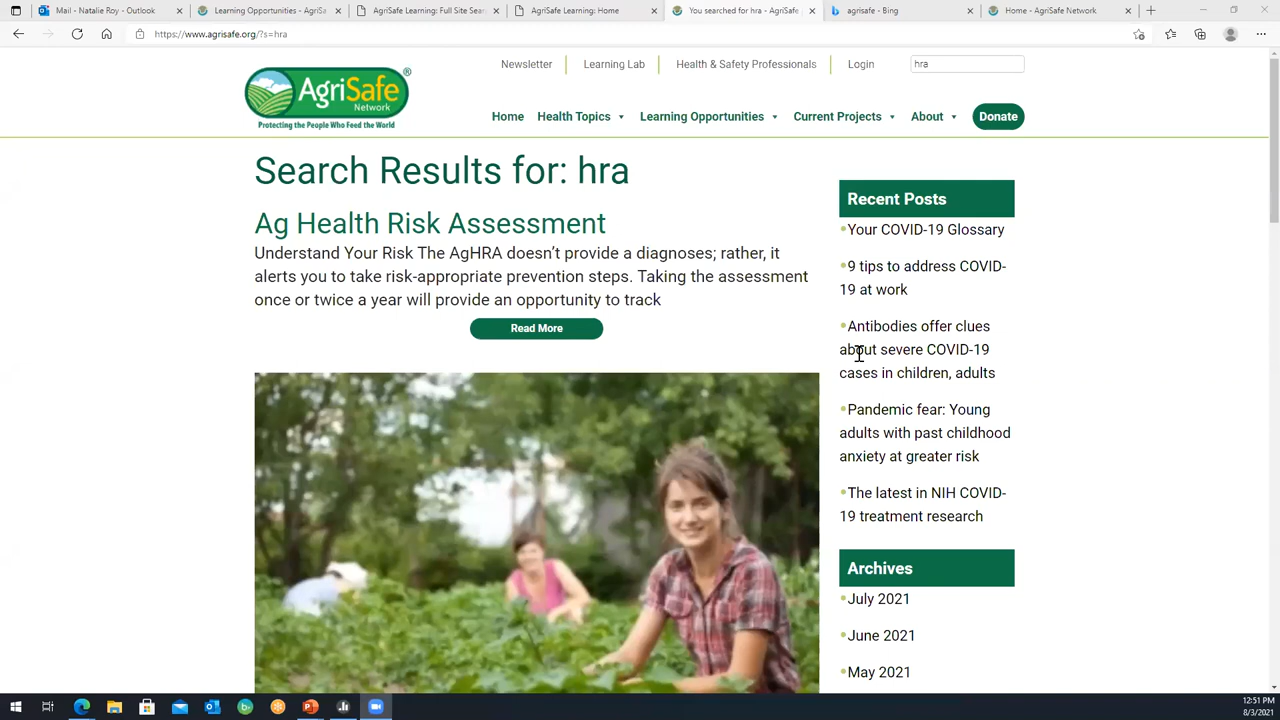 Mail - Natalie Roy - Outlook
Learning Opportunities - AgriSa
AgriSafe Learning: Full Site Sear
AgriSafe Learning: Home
You searched for hra - AgriSafe
agrisafe - Bing
Home - AgriSafe Network
https://www.agrisafe.org/?s=hra
Newsletter
Learning Lab
Health & Safety Professionals
Login
hra
AgriSafe
Network
Protecting the People Who Feed the World
Home
Health Topics
Learning Opportunities
Current Projects
About
Donate
Search Results for: hra
Ag Health Risk Assessment
Understand Your Risk The AgHRA doesn’t provide a diagnoses; rather, it
alerts you to take risk-appropriate prevention steps. Taking the assessment
once or twice a year will provide an opportunity to track
Read More
Recent Posts
Your COVID-19 Glossary
9 tips to address COVID-
19 at work
Antibodies offer clues
about severe COVID-19
cases in children, adults
Pandemic fear: Young
adults with past childhood
anxiety at greater risk
The latest in NIH COVID-
19 treatment research
Archives
July 2021
June 2021
May 2021
12:51 PM
8/3/2021